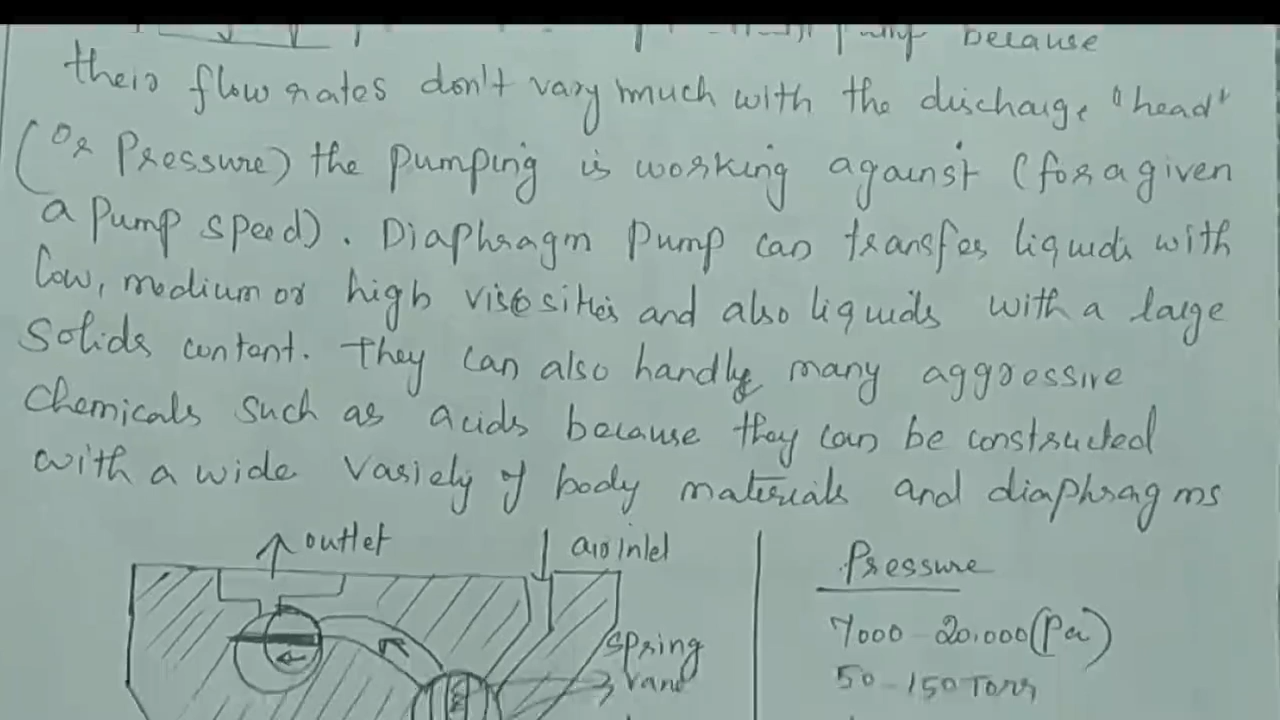 because
their flow rates don't vary much with the discharge "head"
(or Pressure) the pumping is working against (for a given
a pump speed). Diaphragm pump can transfer liquids with
low, medium or high viscosities and also liquids with a large
solids content. They can also handly many aggressive
chemicals such as acids because they can be constructed
with a wide variety of body materials and diaphragms
outlet
air inlet
Pressure
7000 - 20.000 (Pa)
Spring
vane
50 - 150 Torr